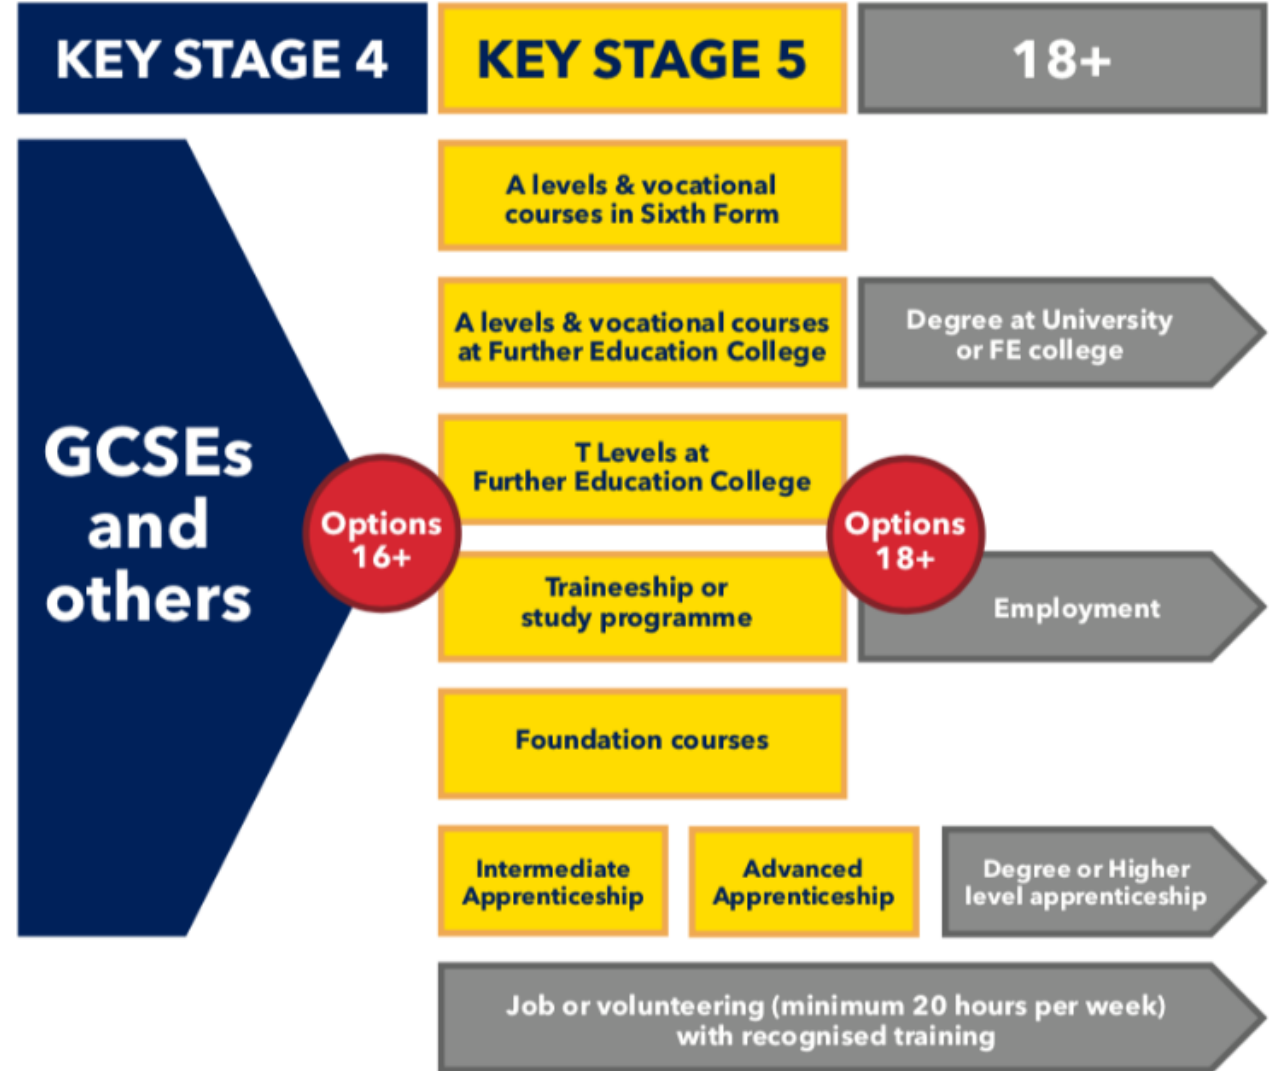 KEY STAGE 4
KEY STAGE 5
18+
GCSEs
and
others
Options
16+
A levels & vocational
courses in Sixth Form
A levels & vocational courses
at Further Education College
T Levels at
Further Education College
Traineeship or
study programme
Foundation courses
Intermediate
Apprenticeship
Advanced
Apprenticeship
Options
18+
Degree at University
or FE college
Employment
Degree or Higher
level apprenticeship
Job or volunteering (minimum 20 hours per week)
with recognised training